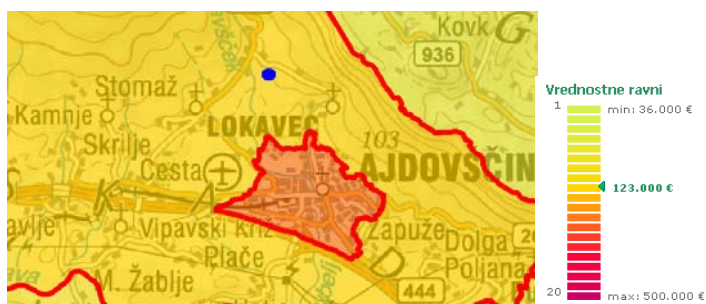 Kovk G
936
Stomaž
Kamnje
LOKAVEC
103
Skrilje
AJDOVŠČIN
Cesta
K A
Vipavski Križ
Zapuže
Plače
Dolga
Poljana
D
M. Žablje
444
Vrednostne ravni
1
min: 36.000 €
123.000 €
20
max: 500.000 €